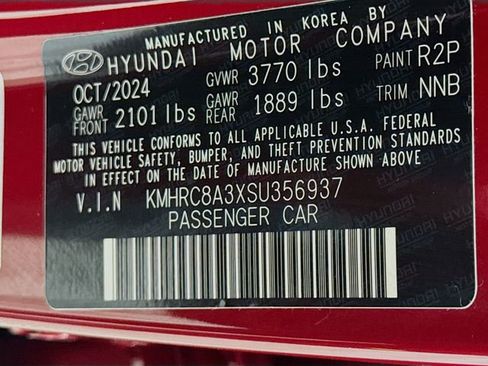 MANUFACTURED IN KOREA BY
HYUNDAI MOTOR COMPANY
OCT/2024 GVWR 3770 lbs PAINT R2P
GAWR FRONT 2101 lbs GAWR REAR 1889 lbs TRIM NNB
THIS VEHICLE CONFORMS TO ALL APPLICABLE U.S.A. FEDERAL
MOTOR VEHICLE SAFETY, BUMPER, AND THEFT PREVENTION STANDARDS
IN EFFECT ON THE DATE OF MANUFACTURE SHOWN ABOVE.
V.I.N KMHRC8A3XSU356937
PASSENGER CAR